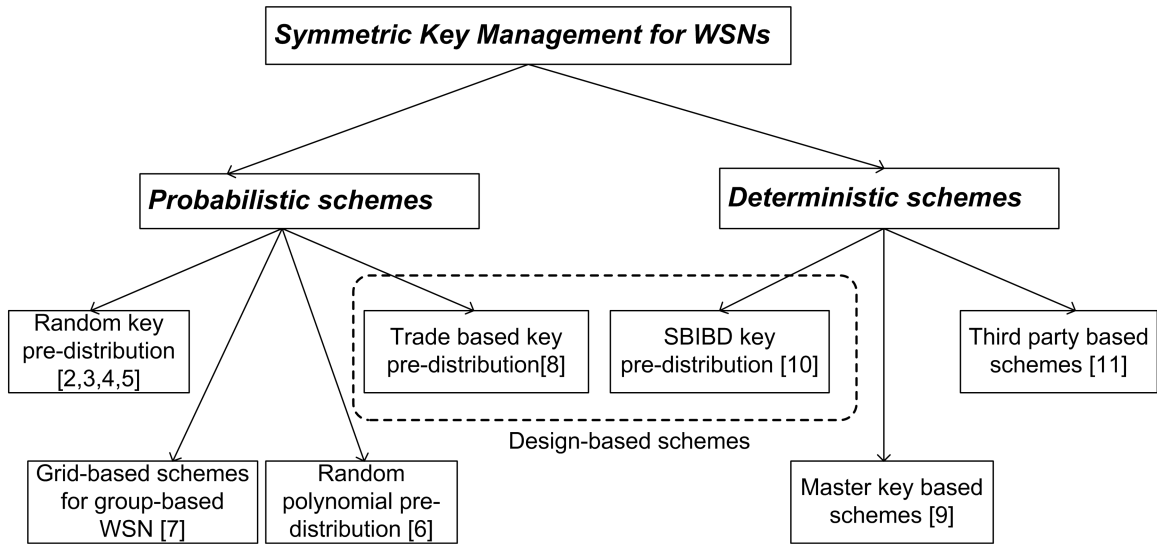 Symmetric Key Management for WSNs
Probabilistic schemes
Deterministic schemes
Random key
pre-distribution
[2,3,4,5]
Trade based key
pre-distribution[8]
SBIBD key
pre-distribution [10]
Third party based
schemes [11]
Design-based schemes
Grid-based schemes
for group-based
WSN [7]
Random
polynomial pre-
distribution [6]
Master key based
schemes [9]